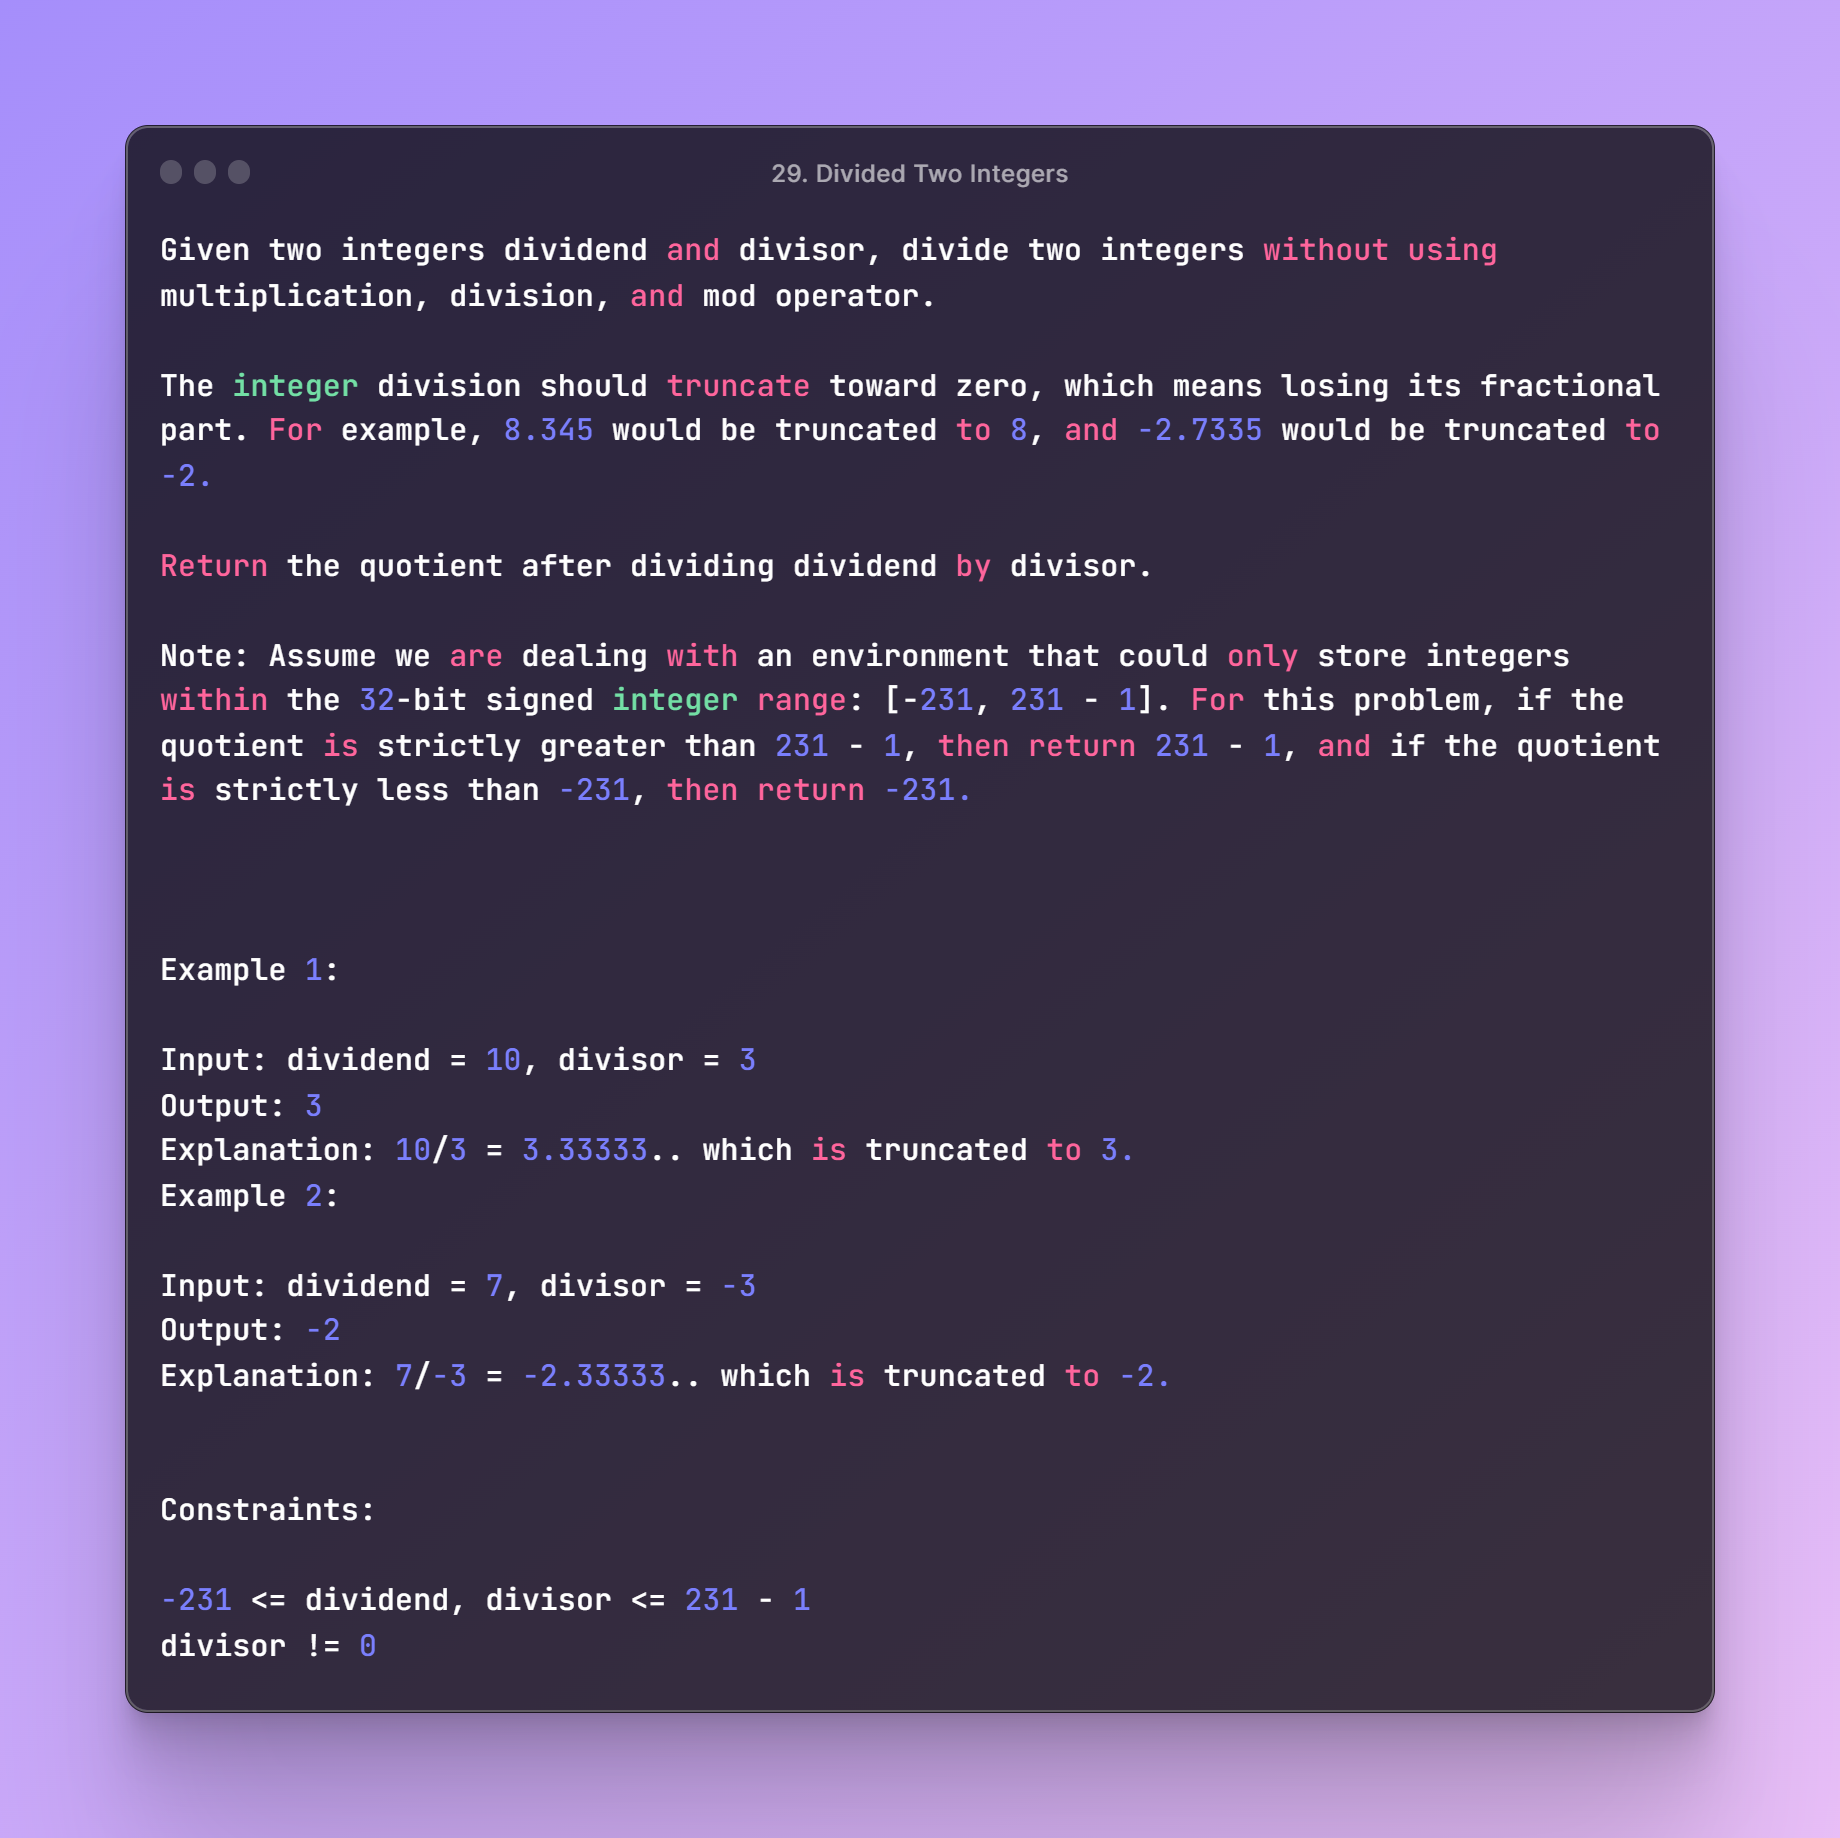 29. Divided Two Integers
Given two integers dividend and divisor, divide two integers without using
multiplication, division, and mod operator.
The integer division should truncate toward zero, which means losing its fractional
part. For example, 8.345 would be truncated to 8, and -2.7335 would be truncated to
-2.
Return the quotient after dividing dividend by divisor.
Note: Assume we are dealing with an environment that could only store integers
within the 32-bit signed integer range: [-231, 231 - 1]. For this problem, if the
quotient is strictly greater than 231 - 1, then return 231 - 1, and if the quotient
is strictly less than -231, then return -231.
Example 1:
Input: dividend = 10, divisor = 3
Output: 3
Explanation: 10/3 = 3.33333.. which is truncated to 3.
Example 2:
Input: dividend = 7, divisor = -3
Output: -2
Explanation: 7/-3 = -2.33333.. which is truncated to -2.
Constraints:
-231 <= dividend, divisor <= 231 - 1
divisor != 0